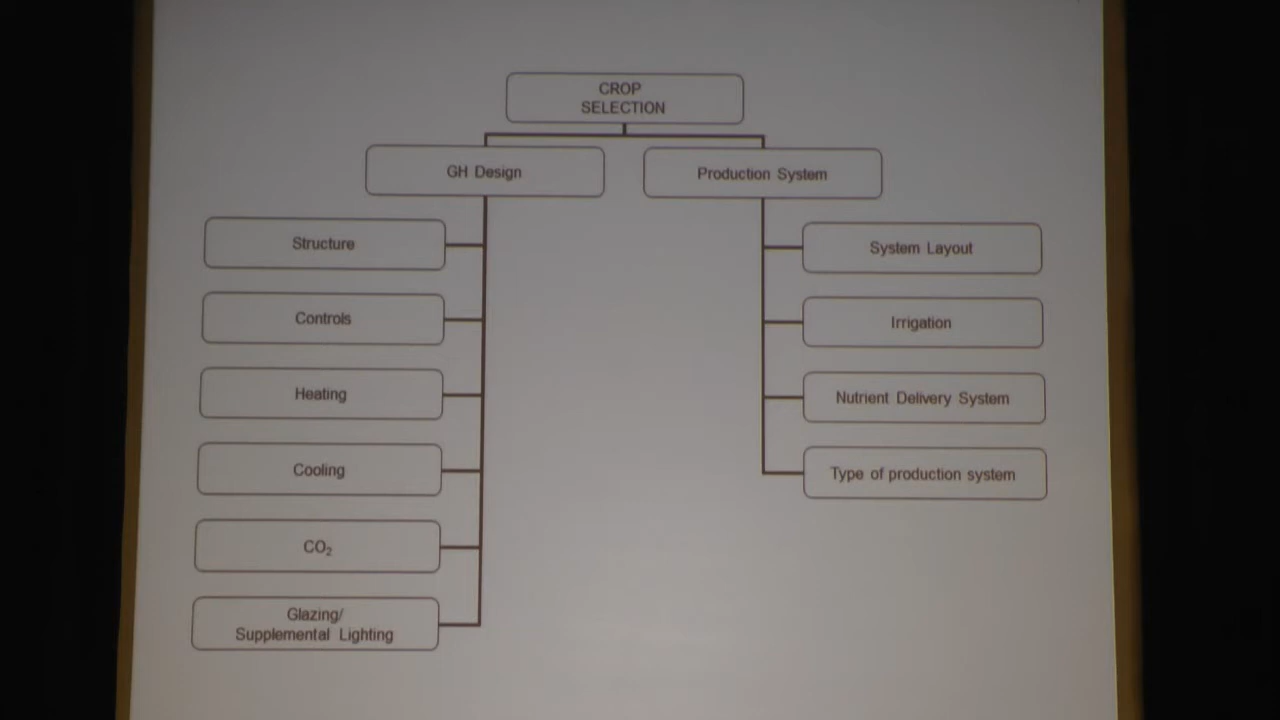 CROP
SELECTION
GH Design
Production System
Structure
Controls
Heating
Cooling
CO₂
Glazing/
Supplemental Lighting
System Layout
Irrigation
Nutrient Delivery System
Type of production system